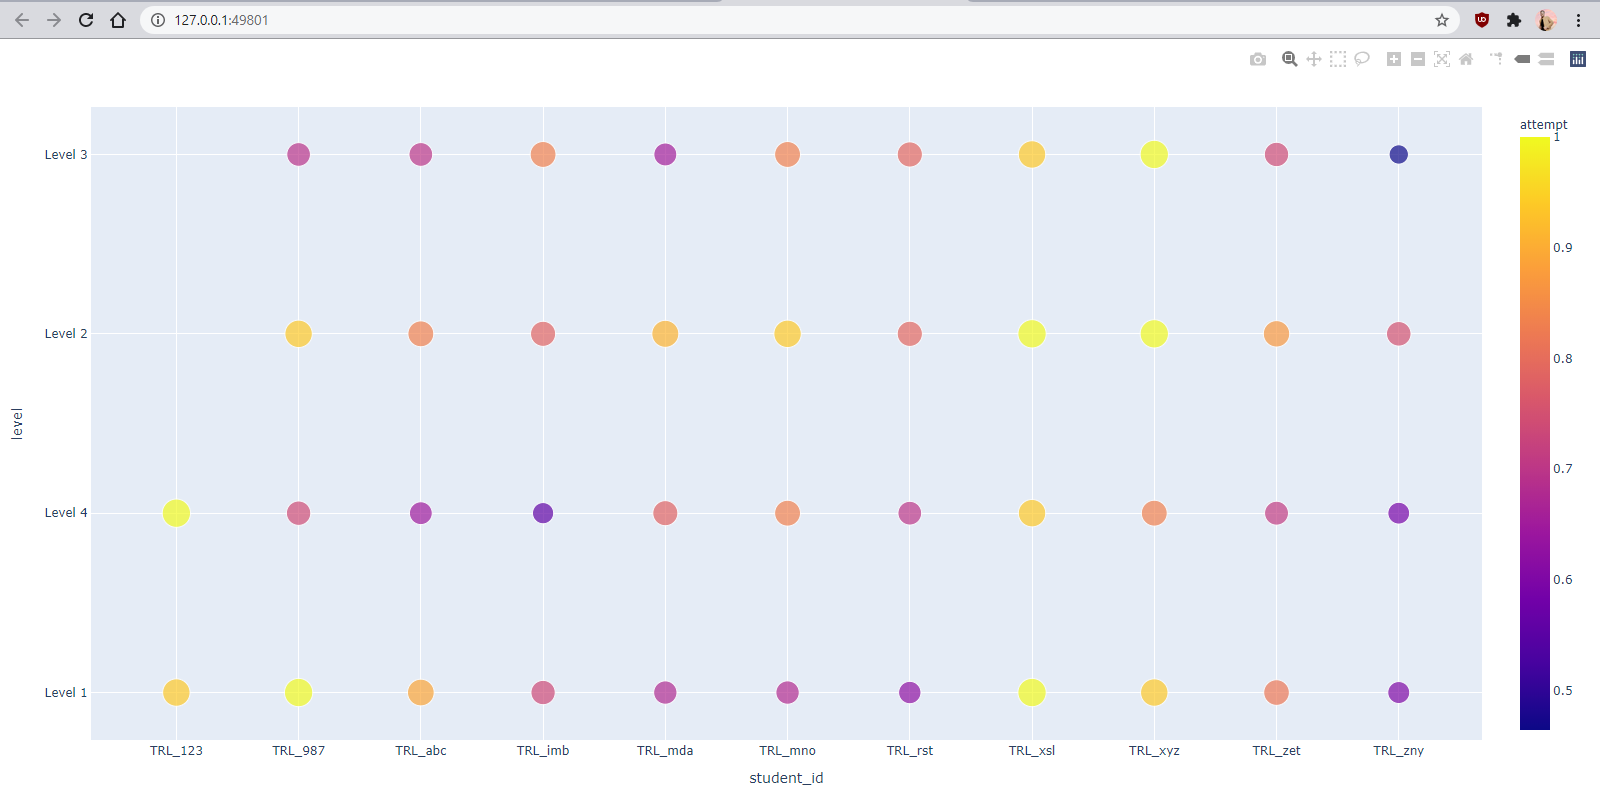 127.0.0.1:49801
attempt
1
0.9
0.8
0.7
0.6
0.5
level
Level 3
Level 2
Level 4
Level 1
TRL_123 TRL_987 TRL_abc TRL_imb TRL_mda TRL_mno TRL_rst TRL_xsl TRL_xyz TRL_zet TRL_zny
student_id